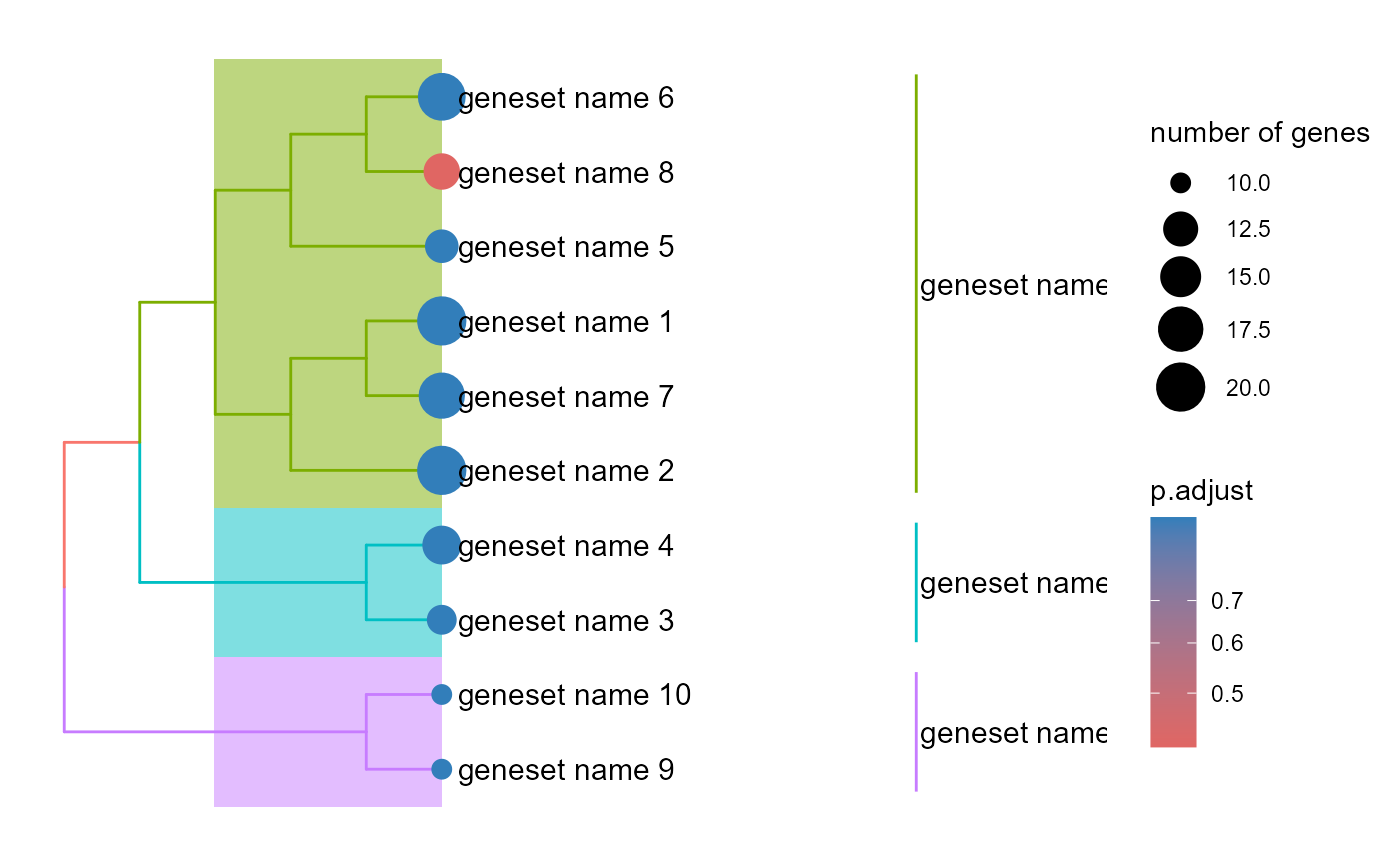 geneset name 6
geneset name 8
geneset name 5
geneset name 1
geneset name 7
geneset name 2
geneset name 4
geneset name 3
geneset name 10
geneset name 9
geneset name
geneset name
geneset name
number of genes
10.0
12.5
15.0
17.5
20.0
p.adjust
0.7
0.6
0.5